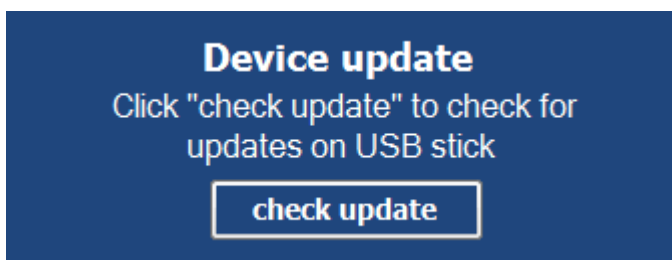 Device update
Click "check update" to check for
updates on USB stick
check update